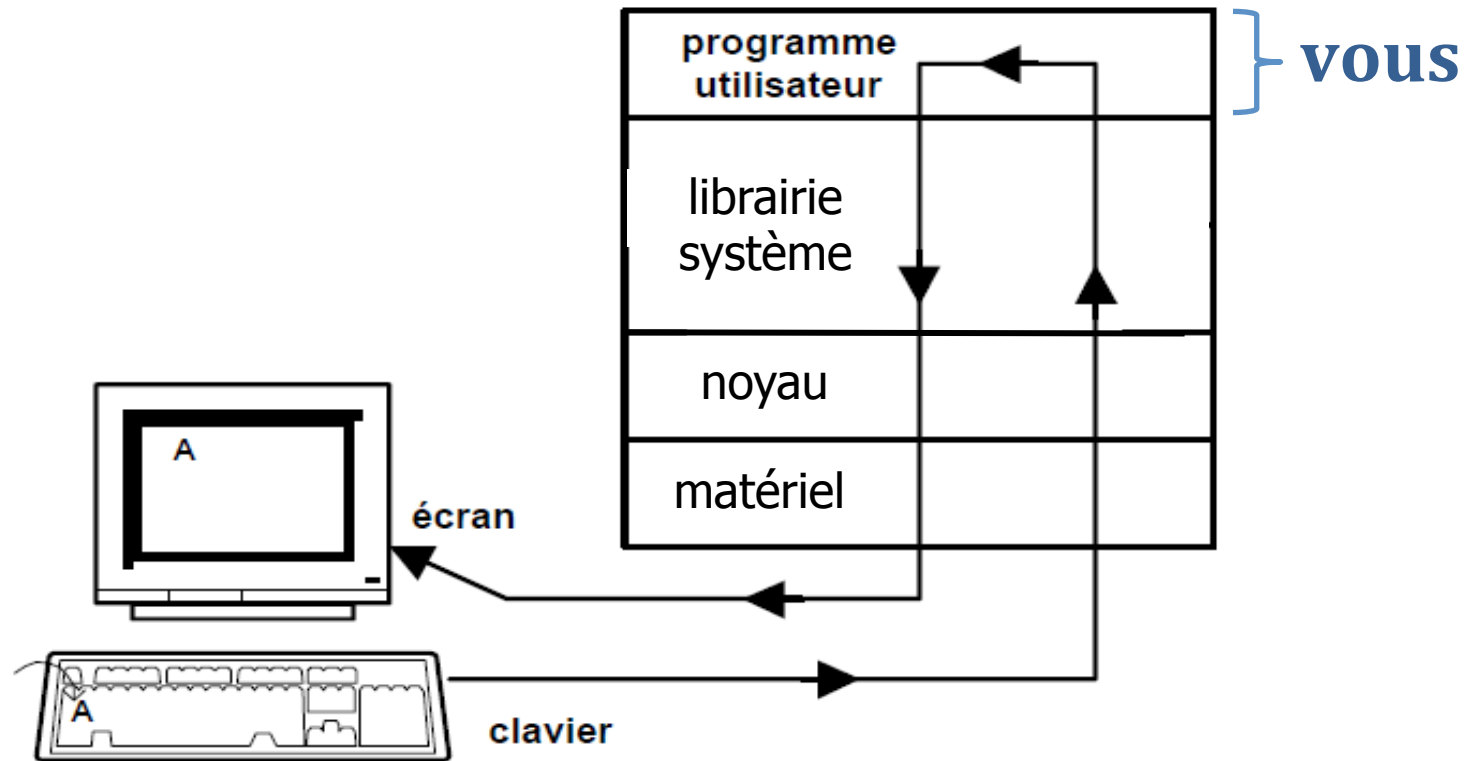 programme
utilisateur
vous
librairie
système
noyau
matériel
A
écran
A
clavier